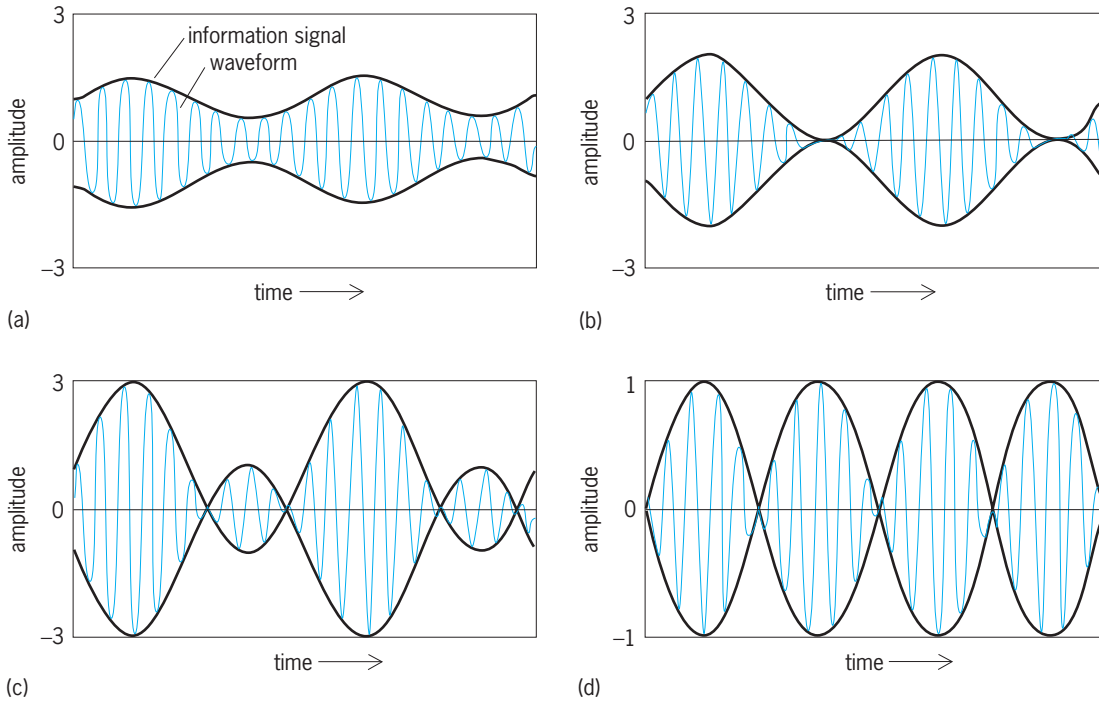 3
information signal
waveform
0
amplitude
–3
time
(a)
3
0
amplitude
–3
time
(b)
3
0
amplitude
–3
time
(c)
1
0
amplitude
–1
time
(d)